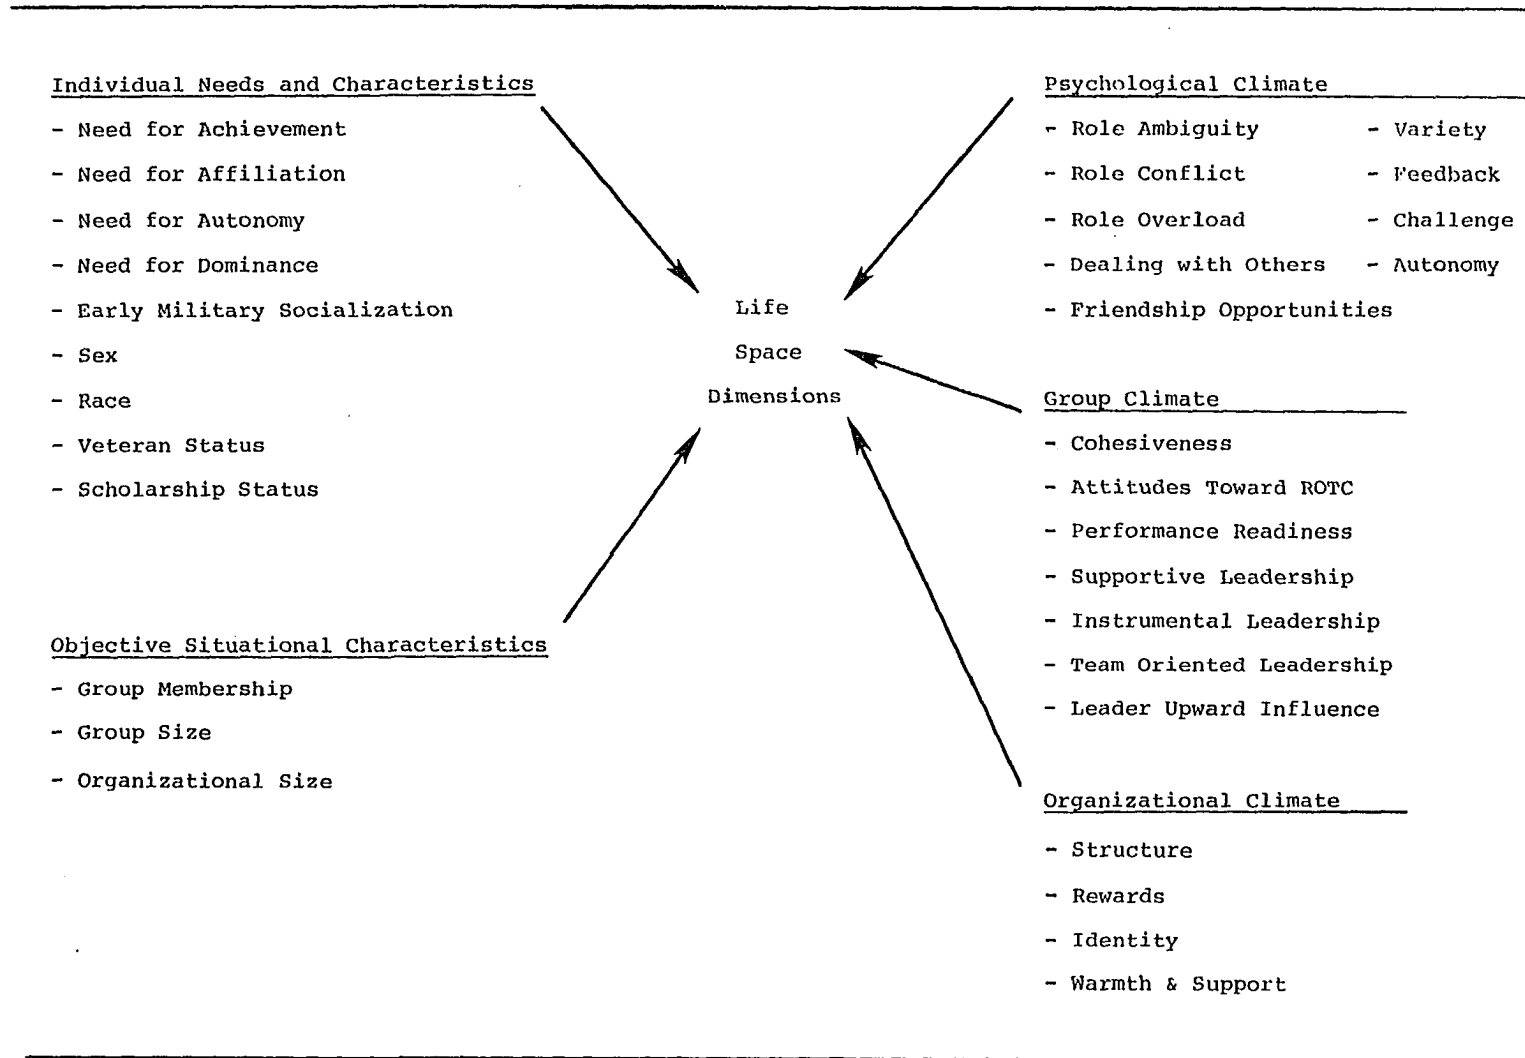 Individual Needs and Characteristics
- Need for Achievement
- Need for Affiliation
- Need for Autonomy
- Need for Dominance
- Early Military Socialization
- Sex
- Race
- Veteran Status
- Scholarship Status
Objective Situational Characteristics
- Group Membership
- Group Size
- Organizational Size
Life
Space
Dimensions
Psychological Climate
- Role Ambiguity - Variety
- Role Conflict - Feedback
- Role Overload - Challenge
- Dealing with Others - Autonomy
- Friendship Opportunities
Group Climate
- Cohesiveness
- Attitudes Toward ROTC
- Performance Readiness
- Supportive Leadership
- Instrumental Leadership
- Team Oriented Leadership
- Leader Upward Influence
Organizational Climate
- Structure
- Rewards
- Identity
- Warmth & Support